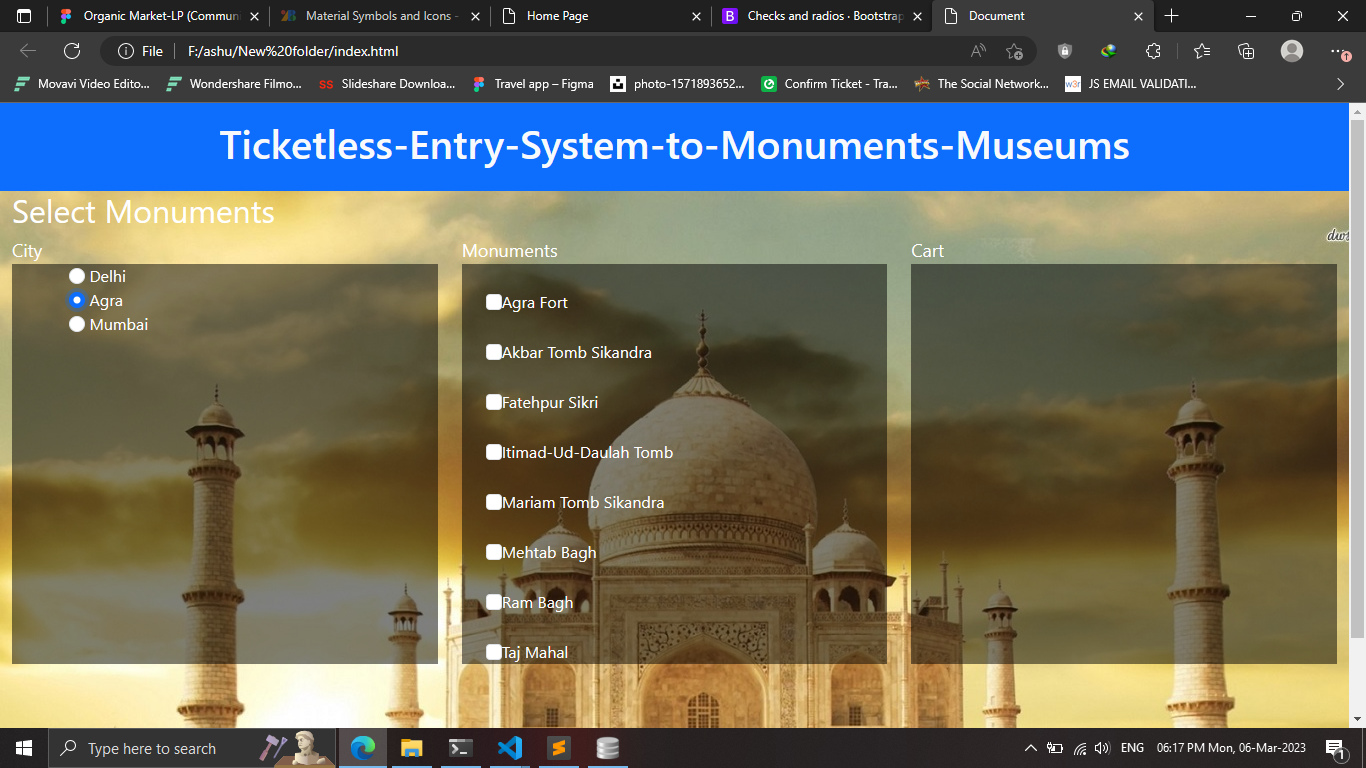 Organic Market-LP (Commun
Material Symbols and Icons -
Home Page
Checks and radios · Bootstrap
Document
File
F:/ashu/New%20folder/index.html
Movavi Video Edito...
Wondershare Filmo...
SS Slideshare Downloa...
Travel app – Figma
photo-1571893652...
Confirm Ticket - Tra...
The Social Network...
w3r JS EMAIL VALIDATI...
Ticketless-Entry-System-to-Monuments-Museums
Select Monuments
City
Delhi
Agra
Mumbai
Monuments
Agra Fort
Akbar Tomb Sikandra
Fatehpur Sikri
Itimad-Ud-Daulah Tomb
Mariam Tomb Sikandra
Mehtab Bagh
Ram Bagh
Taj Mahal
Cart
Type here to search
ENG
06:17 PM Mon, 06-Mar-2023
1